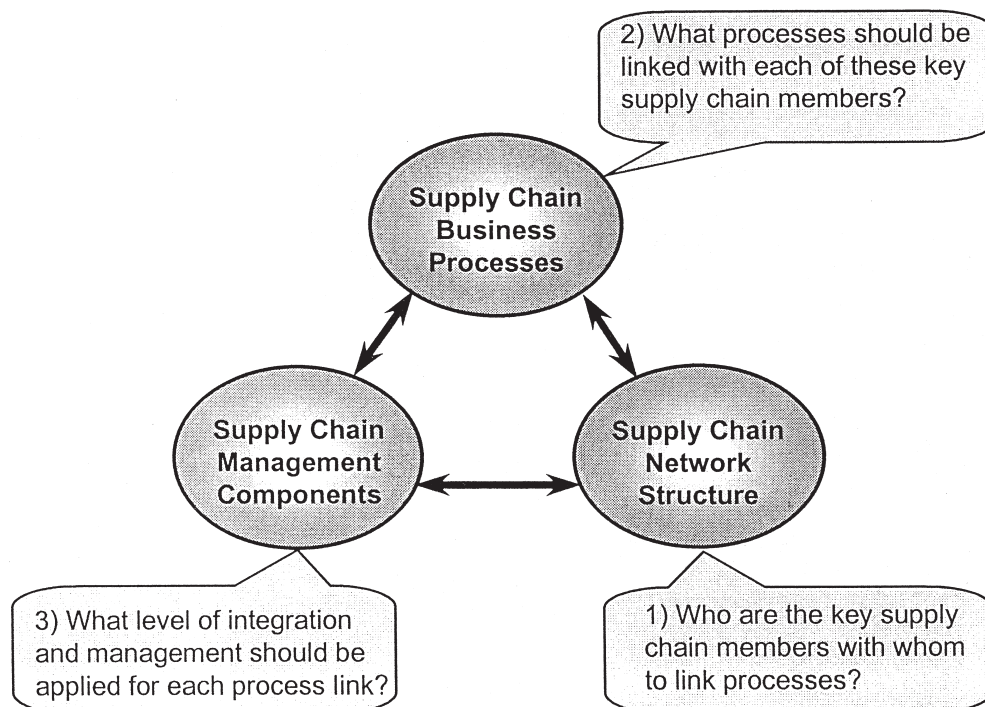 2) What processes should be
linked with each of these key
supply chain members?
Supply Chain
Business
Processes
Supply Chain
Management
Components
Supply Chain
Network
Structure
3) What level of integration
and management should be
applied for each process link?
1) Who are the key supply
chain members with whom
to link processes?